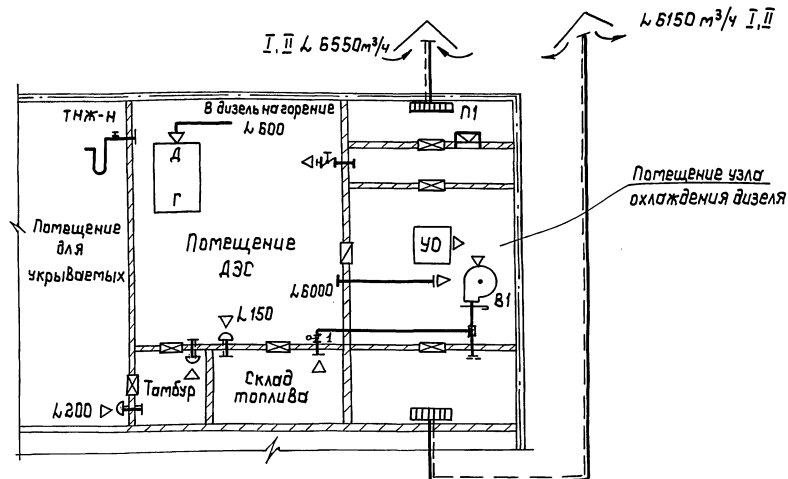 I, II L 6550 м³/ч
L 6150 м³/ч I, II
ТНЖ-Н
В дизель на горение
L 600
П1
Д
Г
Помещение узла
охлаждения дизеля
Помещение
для
укрываемых
Помещение
ДЭС
УО
L 6000
В1
L 150
1
Тамбур
Склад
топлива
L 200